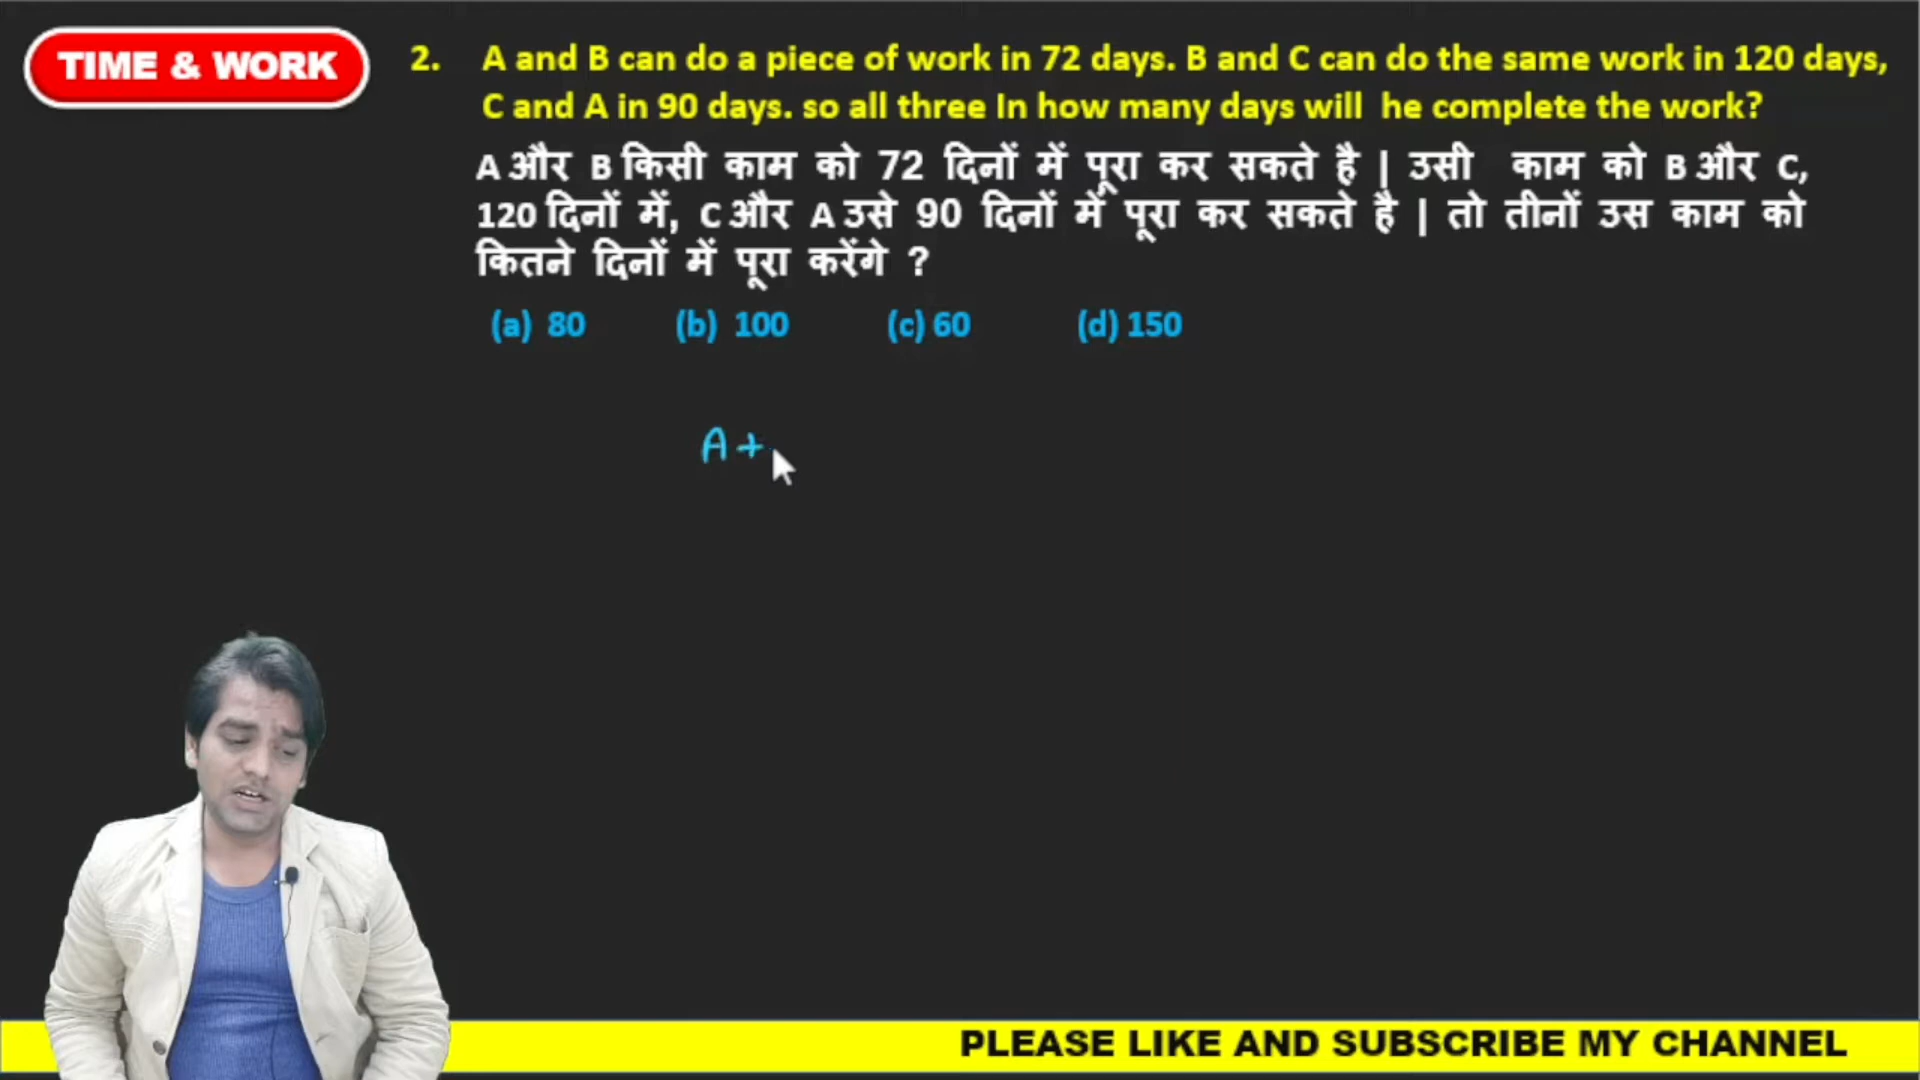 TIME & WORK
2. A and B can do a piece of work in 72 days. B and C can do the same work in 120 days,
C and A in 90 days. so all three In how many days will he complete the work?
A और B किसी काम को 72 दिनों में पूरा कर सकते है | उसी काम को B और C,
120 दिनों में, C और A उसे 90 दिनों में पूरा कर सकते है | तो तीनों उस काम को
कितने दिनों में पूरा करेंगे ?
(a) 80 (b) 100 (c) 60 (d) 150
A +
PLEASE LIKE AND SUBSCRIBE MY CHANNEL